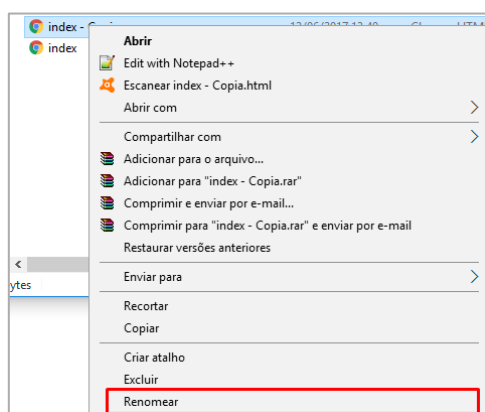 index -
index
Abrir
Edit with Notepad++
Escanear index - Copia.html
Abrir com
Compartilhar com
Adicionar para o arquivo...
Adicionar para "index - Copia.rar"
Comprimir e enviar por e-mail...
Comprimir para "index - Copia.rar" e enviar por e-mail
Restaurar versões anteriores
Enviar para
ytes
Recortar
Copiar
Criar atalho
Excluir
Renomear